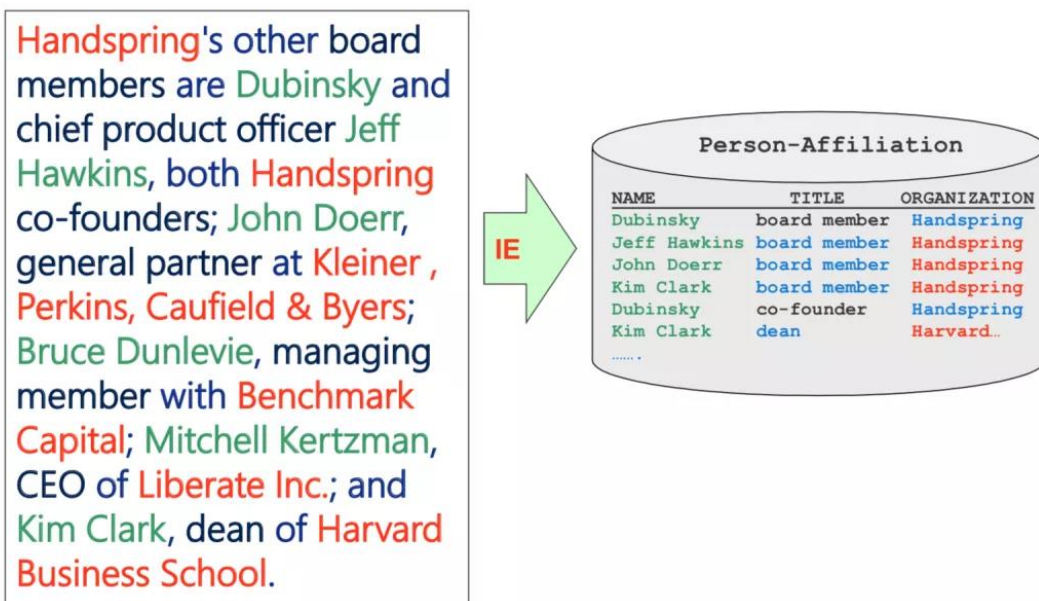 Handspring's other board
members are Dubinsky and
chief product officer Jeff
Hawkins, both Handspring
co-founders; John Doerr,
general partner at Kleiner ,
Perkins, Caufield & Byers;
Bruce Dunlevie, managing
member with Benchmark
Capital; Mitchell Kertzman,
CEO of Liberate Inc.; and
Kim Clark, dean of Harvard
Business School.
IE
Person-Affiliation
NAME TITLE ORGANIZATION
Dubinsky board member Handspring
Jeff Hawkins board member Handspring
John Doerr board member Handspring
Kim Clark board member Handspring
Dubinsky co-founder Handspring
Kim Clark dean Harvard…
…….